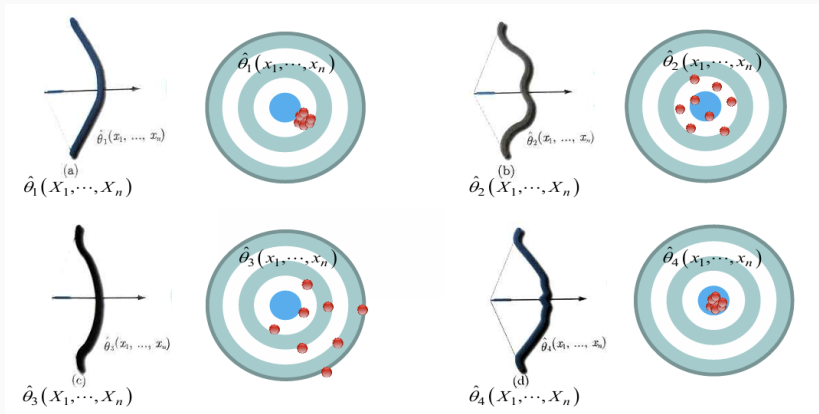 θ̂₁(x₁,⋯,xₙ)
θ̂₁(x₁, ..., xₙ)
(a)
θ̂₁(X₁,⋯,Xₙ)
θ̂₂(x₁,⋯,xₙ)
θ̂₂(x₁, ..., xₙ)
(b)
θ̂₂(X₁,⋯,Xₙ)
θ̂₃(x₁,⋯,xₙ)
θ̂₃(x₁, ..., xₙ)
(c)
θ̂₃(X₁,⋯,Xₙ)
θ̂₄(x₁,⋯,xₙ)
θ̂₄(x₁, ..., xₙ)
(d)
θ̂₄(X₁,⋯,Xₙ)